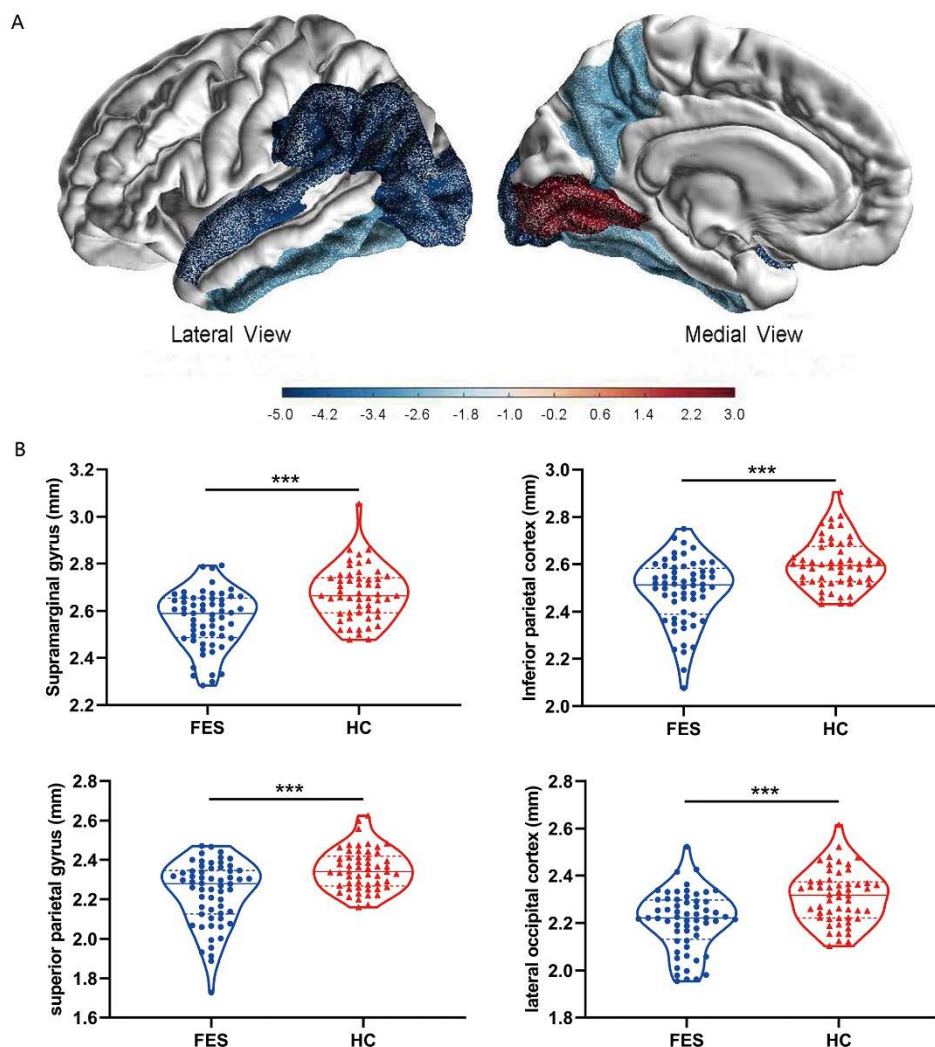 A
Lateral View
Medial View
-5.0 -4.2 -3.4 -2.6 -1.8 -1.0 -0.2 0.6 1.4 2.2 3.0
B
Supramarginal gyrus (mm)
3.2
3.0
2.8
2.6
2.4
2.2
***
FES
HC
Inferior parietal cortex (mm)
3.0
2.8
2.6
2.4
2.2
2.0
***
FES
HC
superior parietal gyrus (mm)
2.8
2.6
2.4
2.2
2.0
1.8
1.6
***
FES
HC
lateral occipital cortex (mm)
2.8
2.6
2.4
2.2
2.0
1.8
***
FES
HC